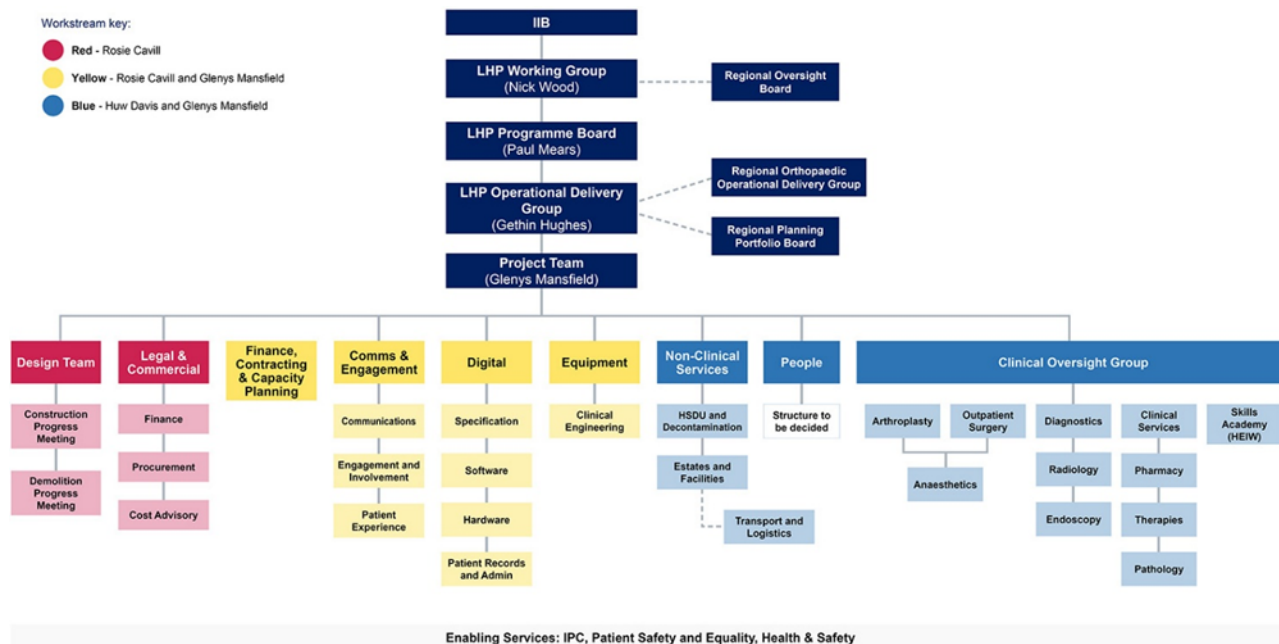 Workstream key:
Red - Rosie Cavill
Yellow - Rosie Cavill and Glenys Mansfield
Blue - Huw Davis and Glenys Mansfield
IIB
LHP Working Group
(Nick Wood)
Regional Oversight
Board
LHP Programme Board
(Paul Mears)
LHP Operational Delivery
Group
(Gethin Hughes)
Regional Orthopaedic
Operational Delivery Group
Regional Planning
Portfolio Board
Project Team
(Glenys Mansfield)
Design Team
Construction
Progress
Meeting
Demolition
Progress
Meeting
Legal &
Commercial
Finance
Procurement
Cost Advisory
Finance,
Contracting
& Capacity
Planning
Comms &
Engagement
Communications
Engagement and
Involvement
Patient
Experience
Digital
Specification
Software
Hardware
Patient Records
and Admin
Equipment
Clinical
Engineering
Non-Clinical
Services
HSDU and
Decontamination
Estates and
Facilities
Transport and
Logistics
People
Structure to
be decided
Clinical Oversight Group
Arthroplasty
Outpatient
Surgery
Anaesthetics
Diagnostics
Radiology
Endoscopy
Clinical
Services
Pharmacy
Therapies
Pathology
Skills
Academy
(HEIW)
Enabling Services: IPC, Patient Safety and Equality, Health & Safety